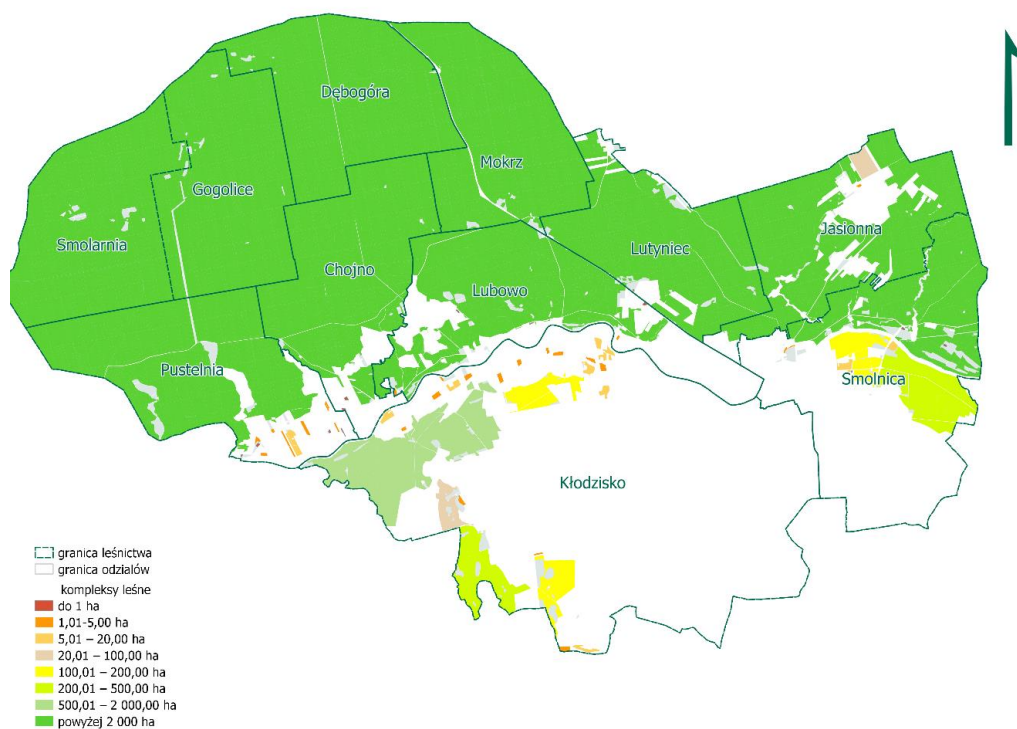 Dębogóra
Mokrz
Gogolice
Smolarnia
Chojno
Lutyniec
Jasionna
Lubowo
Pustelnia
Smolnica
Kłodzisko
granica leśnictwa
granica odziałów
kompleksy leśne
do 1 ha
1,01-5,00 ha
5,01 – 20,00 ha
20,01 – 100,00 ha
100,01 – 200,00 ha
200,01 – 500,00 ha
500,01 – 2 000,00 ha
powyżej 2 000 ha